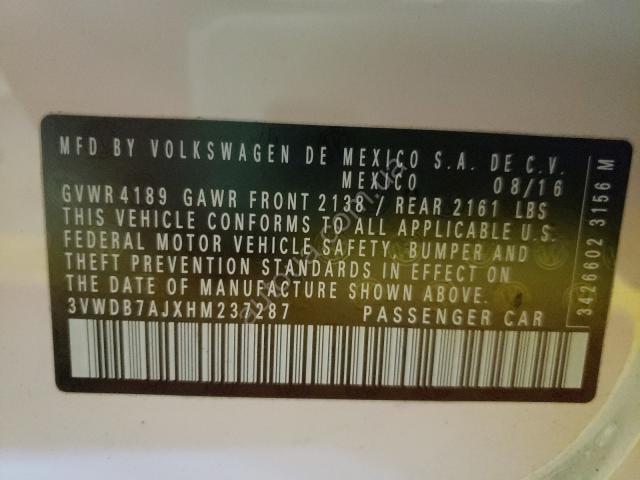 MFD BY VOLKSWAGEN DE MEXICO S.A. DE C.V.
MEXICO 08/16
GVWR 4189 GAWR FRONT 2138 / REAR 2161 LBS
THIS VEHICLE CONFORMS TO ALL APPLICABLE U.S.
FEDERAL MOTOR VEHICLE SAFETY, BUMPER AND
THEFT PREVENTION STANDARDS IN EFFECT ON
THE DATE OF MANUFACTURE SHOWN ABOVE.
3VWDB7AJXHM237287 PASSENGER CAR
3426602 3156 M